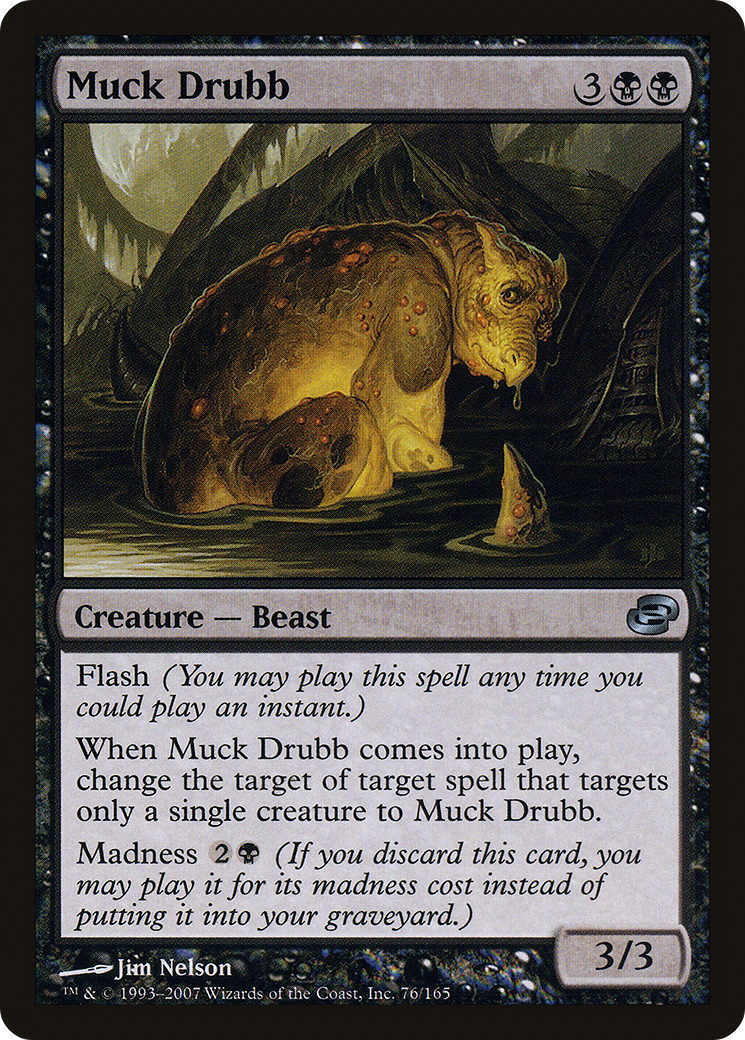 Muck Drubb 3
Creature — Beast
Flash (You may play this spell any time you
could play an instant.)
When Muck Drubb comes into play,
change the target of target spell that targets
only a single creature to Muck Drubb.
Madness 2 (If you discard this card, you
may play it for its madness cost instead of
putting it into your graveyard.)
3/3
Jim Nelson
™ & © 1993–2007 Wizards of the Coast, Inc. 76/165